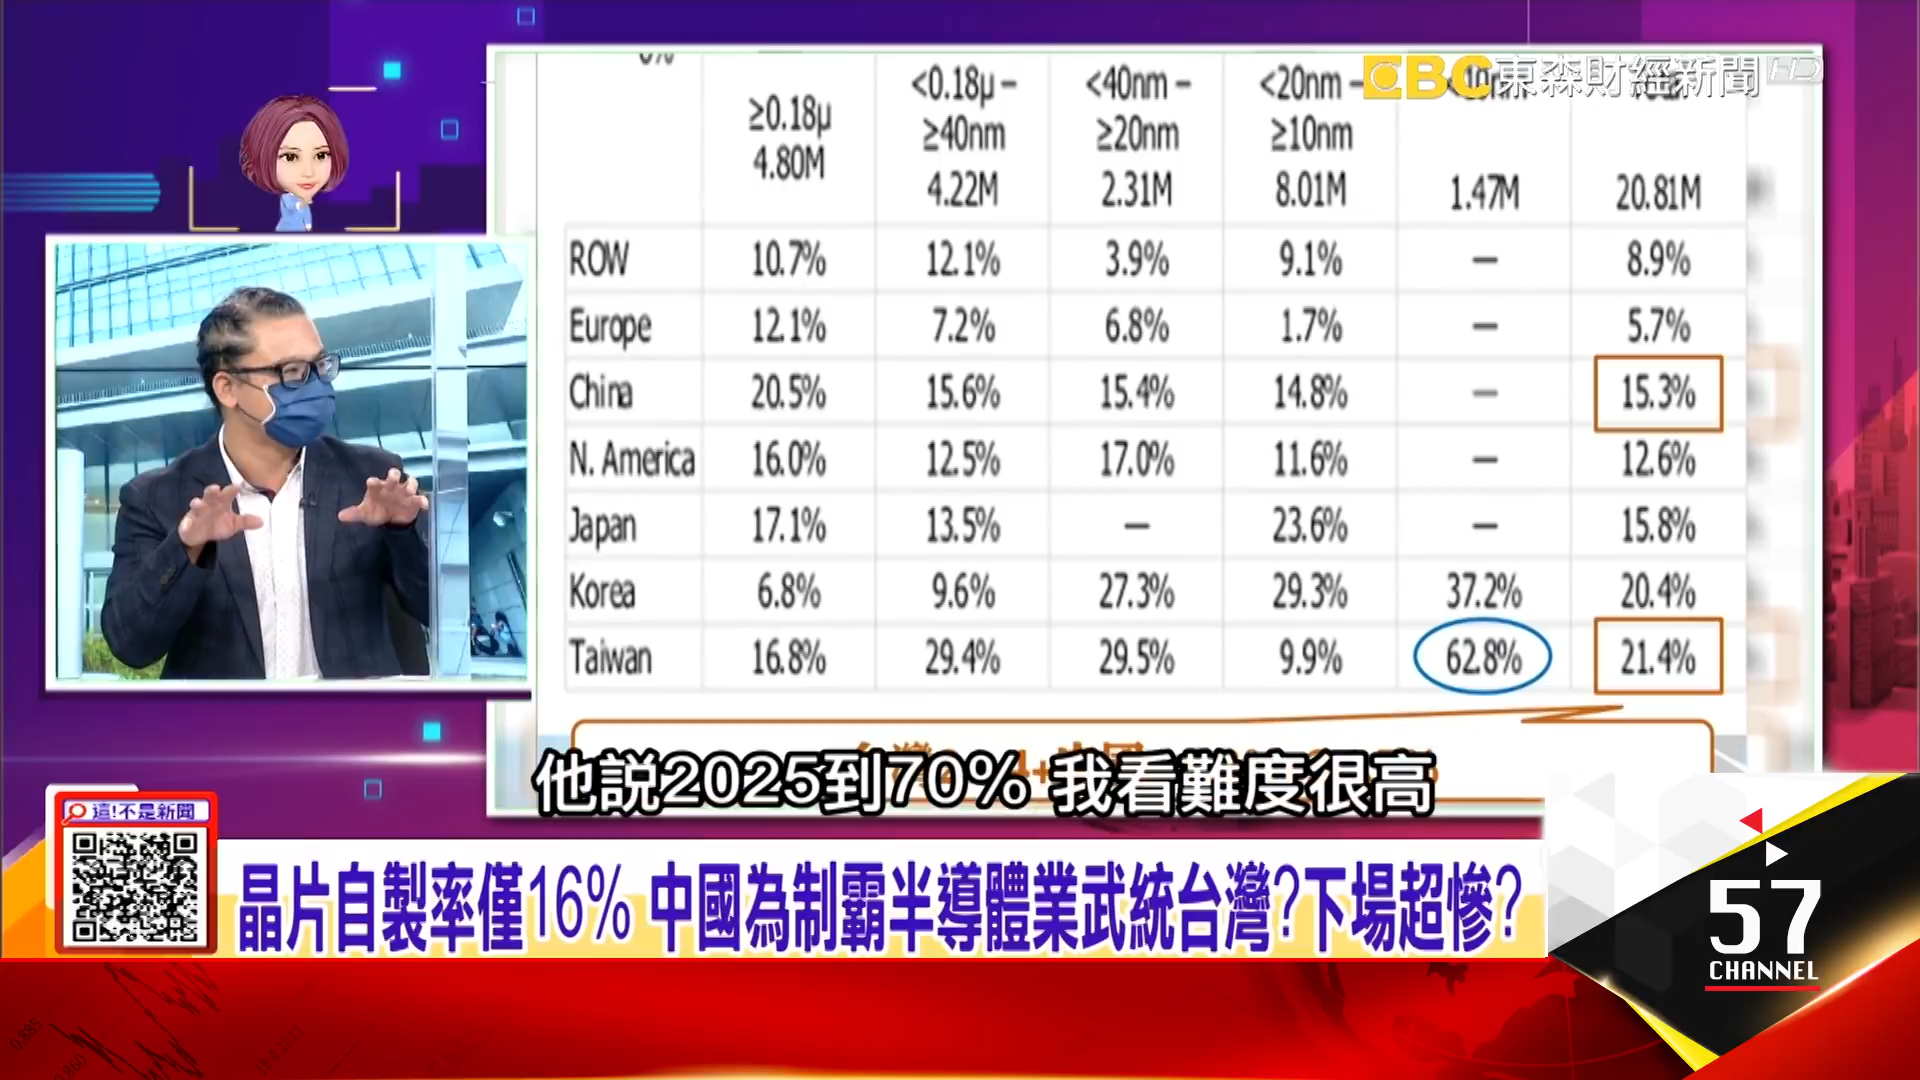 EBC東森財經新聞 HD
≥0.18µ 4.80M
<0.18µ – ≥40nm 4.22M
<40nm – ≥20nm 2.31M
<20nm – ≥10nm 8.01M
<10nm 1.47M
20.81M
ROW 10.7% 12.1% 3.9% 9.1% — 8.9%
Europe 12.1% 7.2% 6.8% 1.7% — 5.7%
China 20.5% 15.6% 15.4% 14.8% — 15.3%
N. America 16.0% 12.5% 17.0% 11.6% — 12.6%
Japan 17.1% 13.5% — 23.6% — 15.8%
Korea 6.8% 9.6% 27.3% 29.3% 37.2% 20.4%
Taiwan 16.8% 29.4% 29.5% 9.9% 62.8% 21.4%
他説2025到70% 我看難度很高
這!不是新聞
晶片自製率僅16% 中國為制霸半導體業武統台灣?下場超慘?
57
CHANNEL